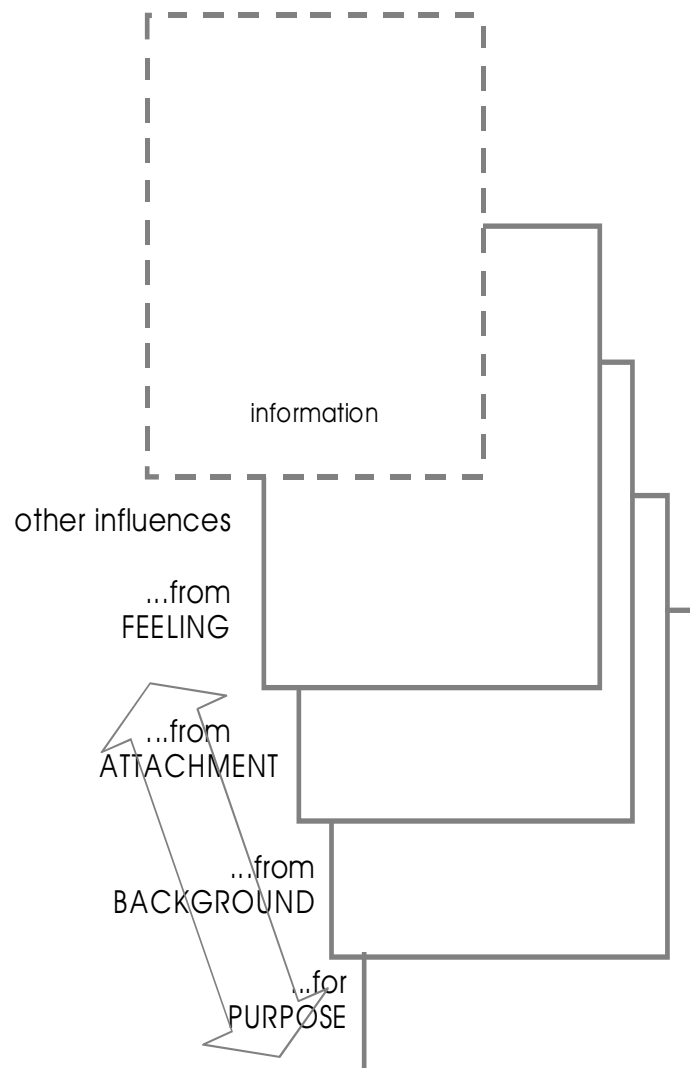 information
other influences
...from
FEELING
...from
ATTACHMENT
...from
BACKGROUND
...for
PURPOSE